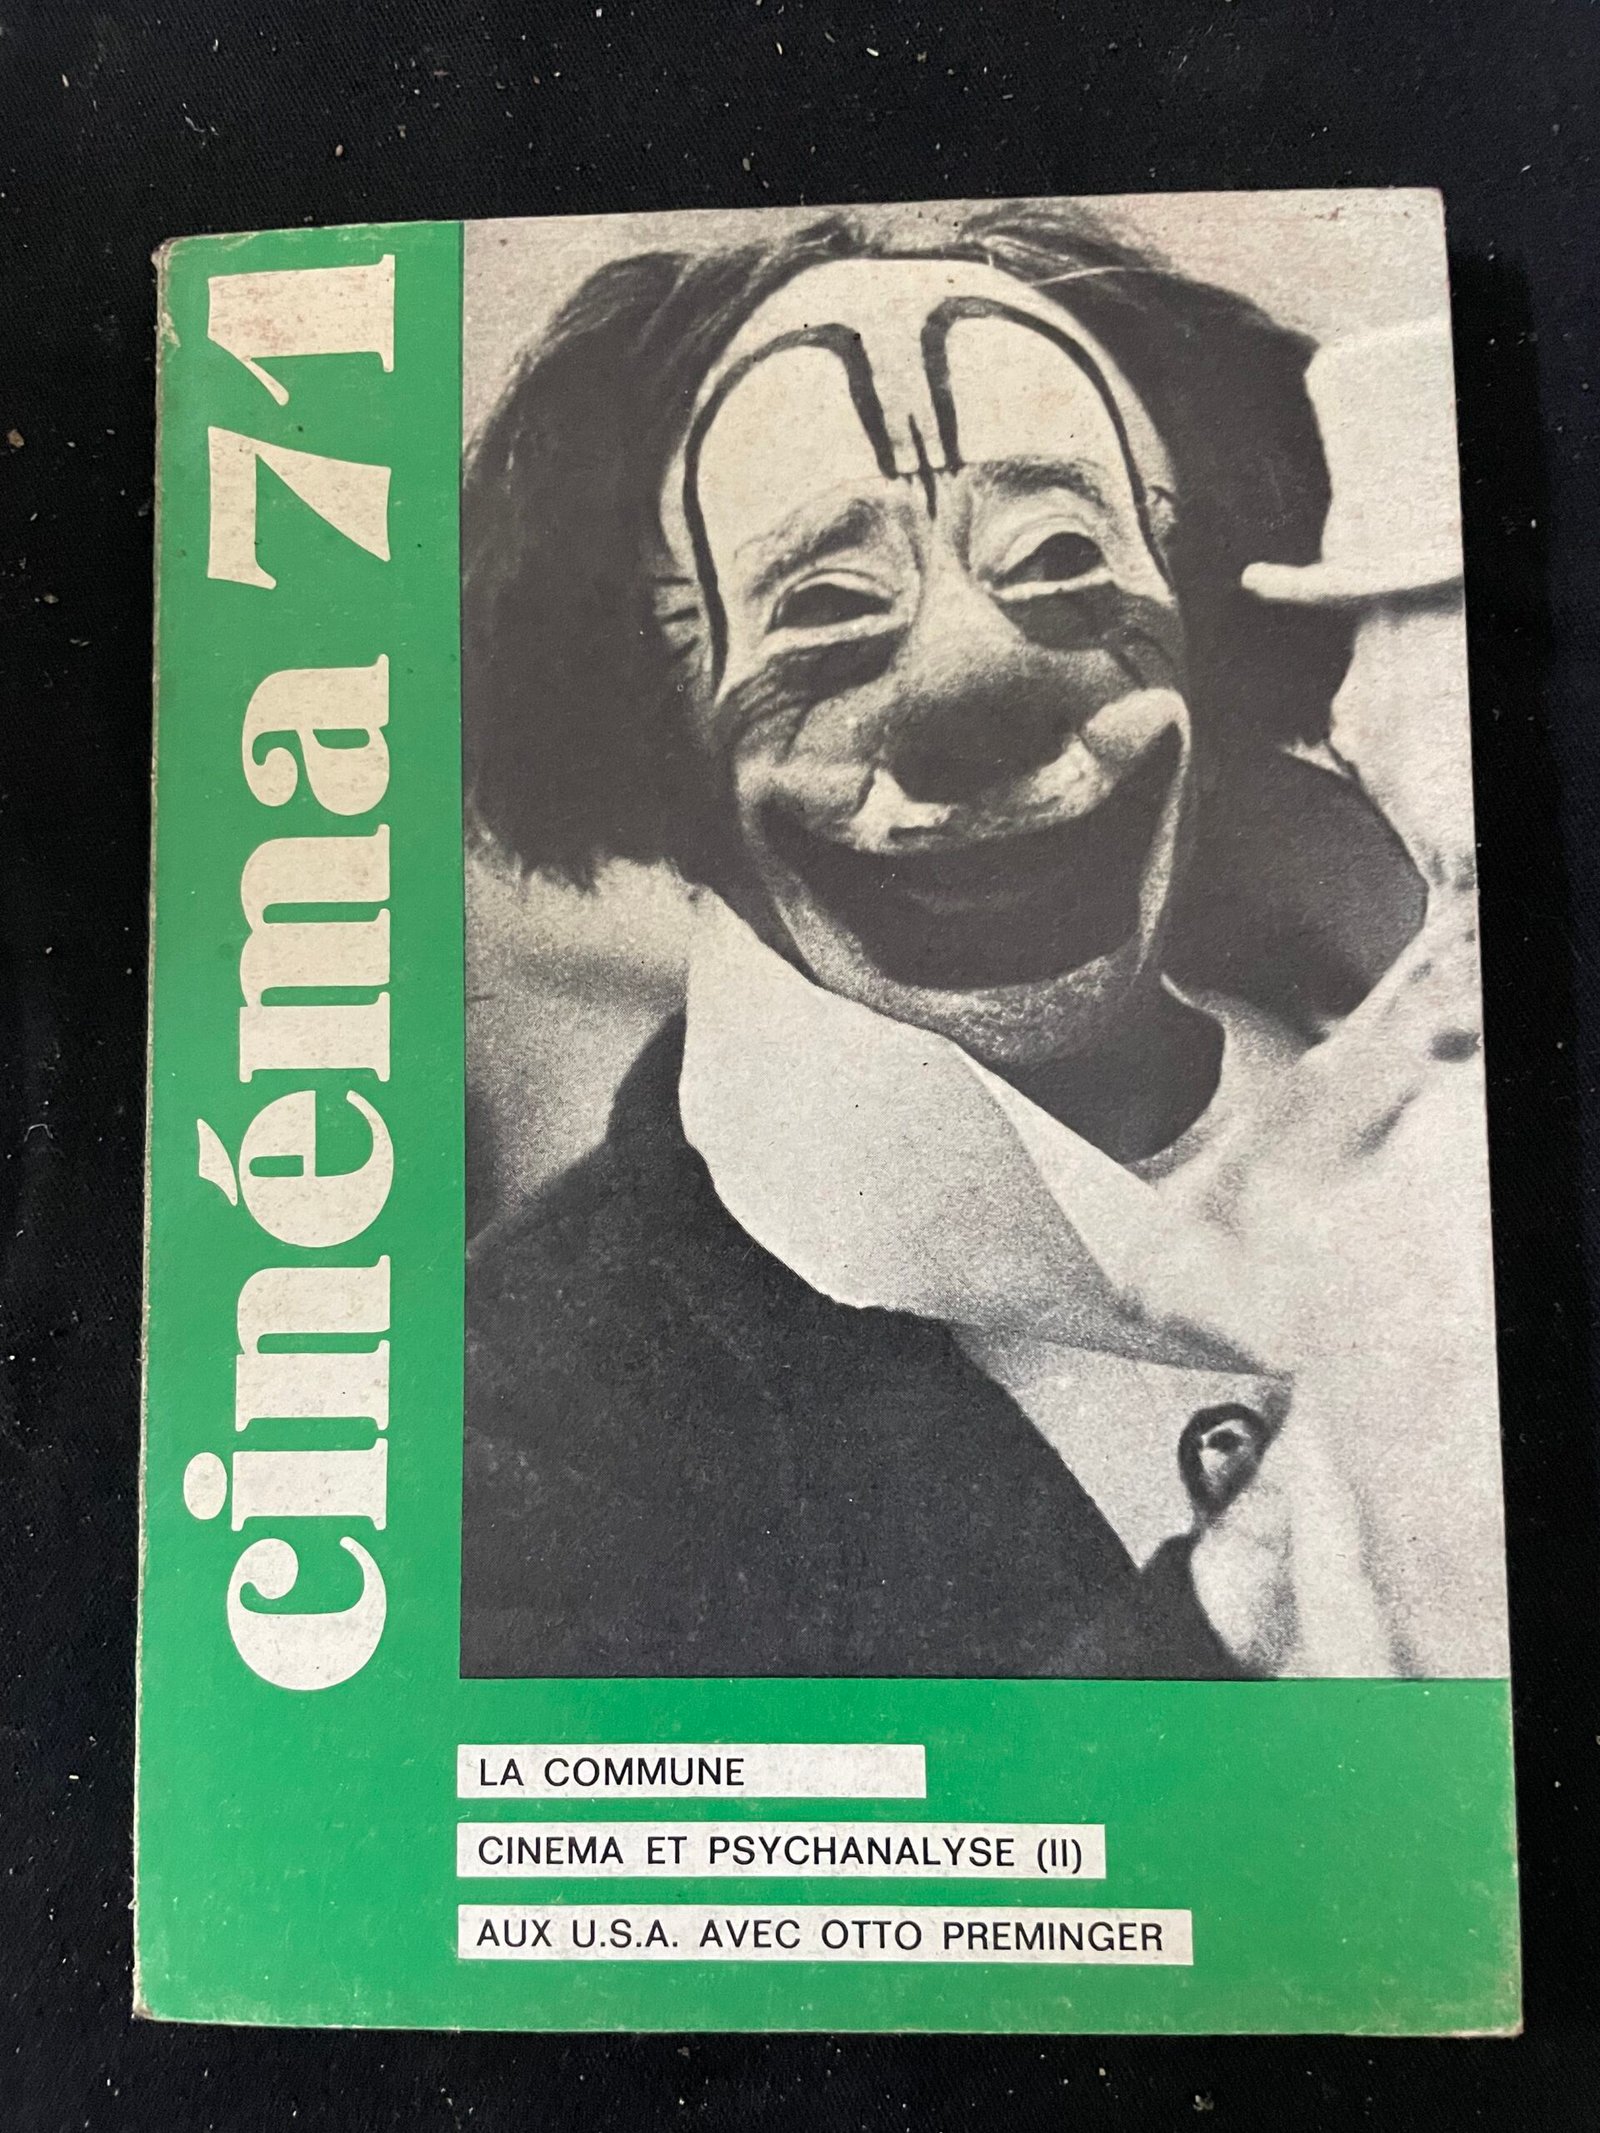 cinéma 71
LA COMMUNE
CINEMA ET PSYCHANALYSE (II)
AUX U.S.A. AVEC OTTO PREMINGER